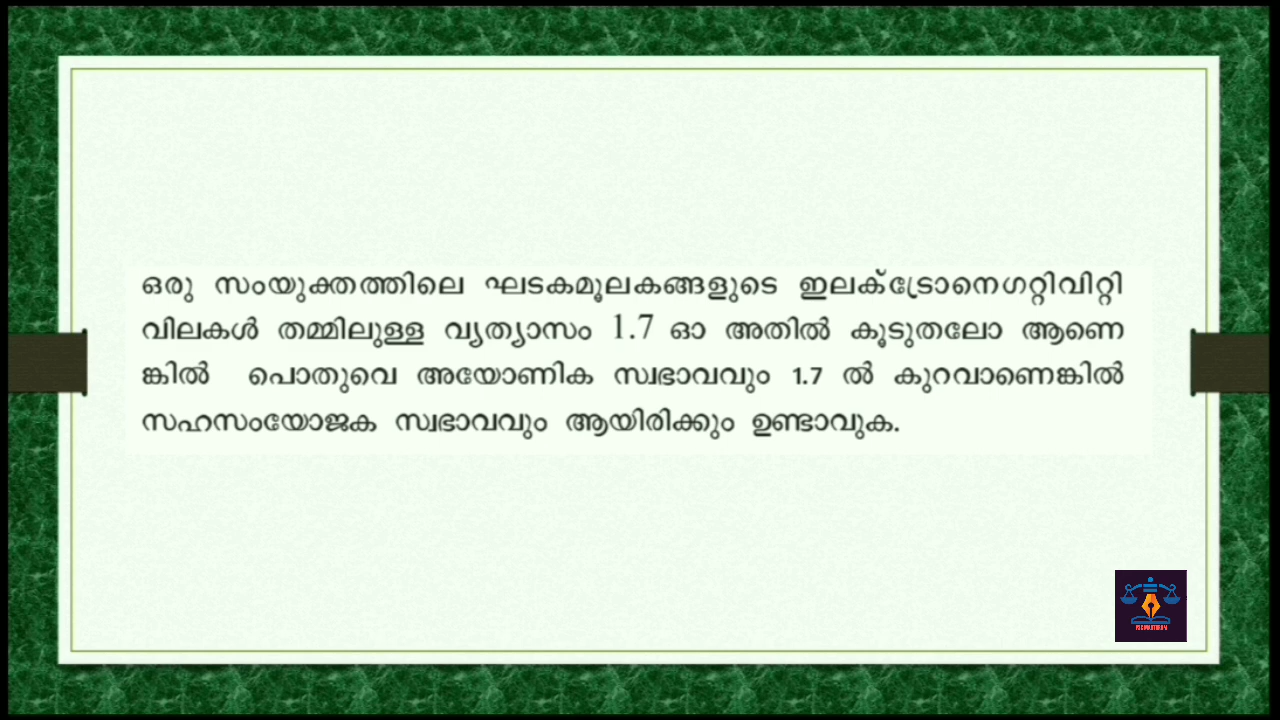 ഒരു സംയുക്തത്തിലെ ഘടകമൂലകങ്ങളുടെ ഇലക്ട്രോനെഗറ്റിവിറ്റി
വിലകൾ തമ്മിലുള്ള വ്യത്യാസം 1.7 ഓ അതിൽ കൂടുതലോ ആണെ
ങ്കിൽ പൊതുവെ അയോണിക സ്വഭാവവും 1.7 ൽ കുറവാണെങ്കിൽ
സഹസംയോജക സ്വഭാവവും ആയിരിക്കും ഉണ്ടാവുക.